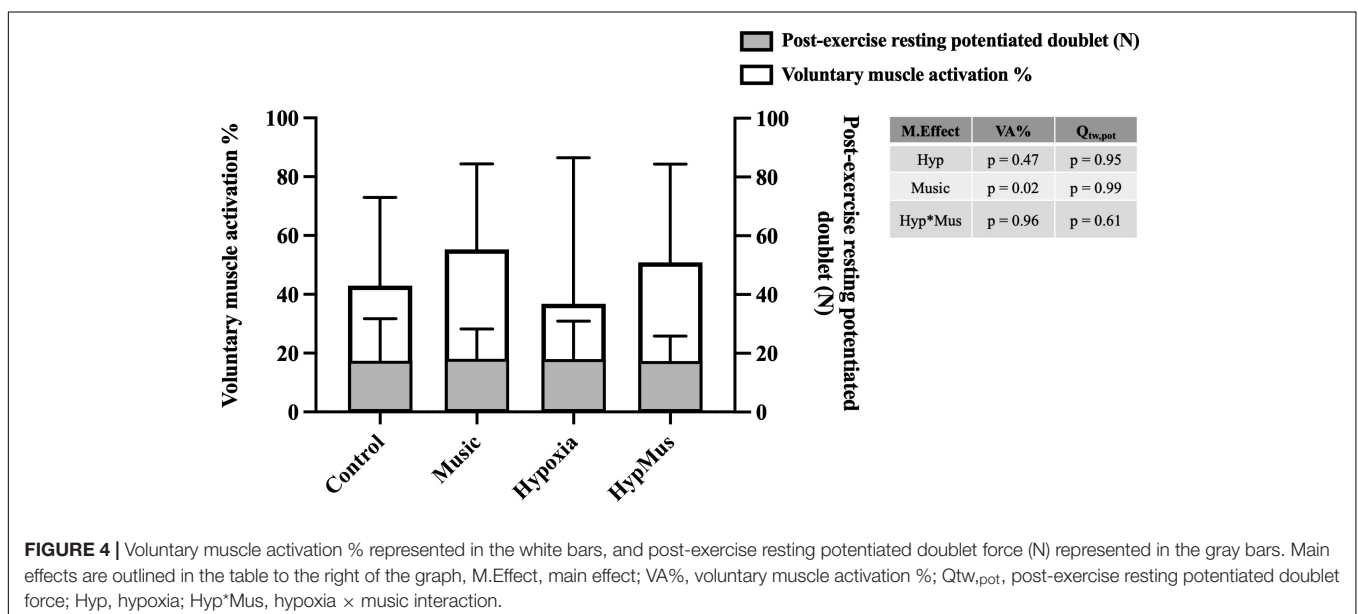 Post-exercise resting potentiated doublet (N)
Voluntary muscle activation %
Voluntary muscle activation %
100
80
60
40
20
0
100
80
60
40
20
0
Post-exercise resting potentiated
doublet (N)
Control
Music
Hypoxia
HypMus
M.Effect VA% Qtw,pot
Hyp p = 0.47 p = 0.95
Music p = 0.02 p = 0.99
Hyp*Mus p = 0.96 p = 0.61
FIGURE 4 | Voluntary muscle activation % represented in the white bars, and post-exercise resting potentiated doublet force (N) represented in the gray bars. Main
effects are outlined in the table to the right of the graph, M.Effect, main effect; VA%, voluntary muscle activation %; Qtw,pot, post-exercise resting potentiated doublet
force; Hyp, hypoxia; Hyp*Mus, hypoxia × music interaction.